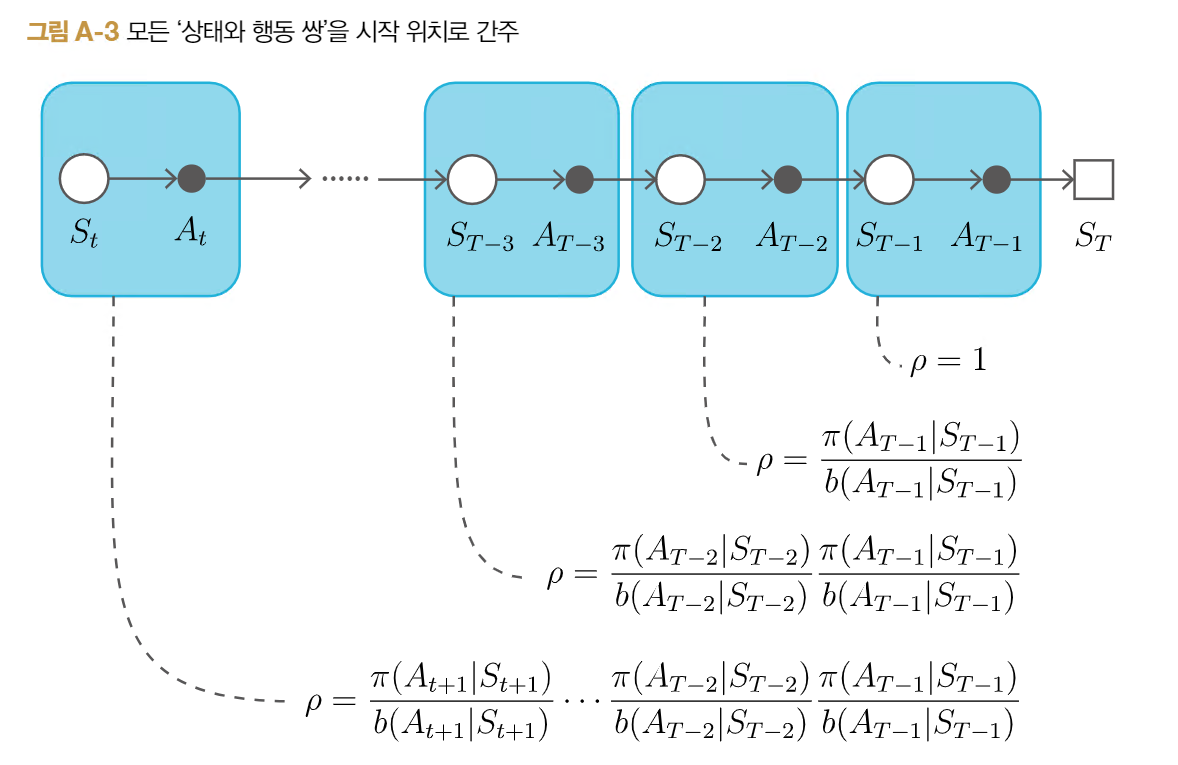 그림 A-3 모든 ‘상태와 행동 쌍’을 시작 위치로 간주
$S_t$ $A_t$ ...... $S_{T-3}$ $A_{T-3}$ $S_{T-2}$ $A_{T-2}$ $S_{T-1}$ $A_{T-1}$ $S_T$
$\rho = 1$
$\rho = \frac{\pi(A_{T-1}|S_{T-1})}{b(A_{T-1}|S_{T-1})}$
$\rho = \frac{\pi(A_{T-2}|S_{T-2})}{b(A_{T-2}|S_{T-2})} \frac{\pi(A_{T-1}|S_{T-1})}{b(A_{T-1}|S_{T-1})}$
$\rho = \frac{\pi(A_{t+1}|S_{t+1})}{b(A_{t+1}|S_{t+1})} \cdots \frac{\pi(A_{T-2}|S_{T-2})}{b(A_{T-2}|S_{T-2})} \frac{\pi(A_{T-1}|S_{T-1})}{b(A_{T-1}|S_{T-1})}$